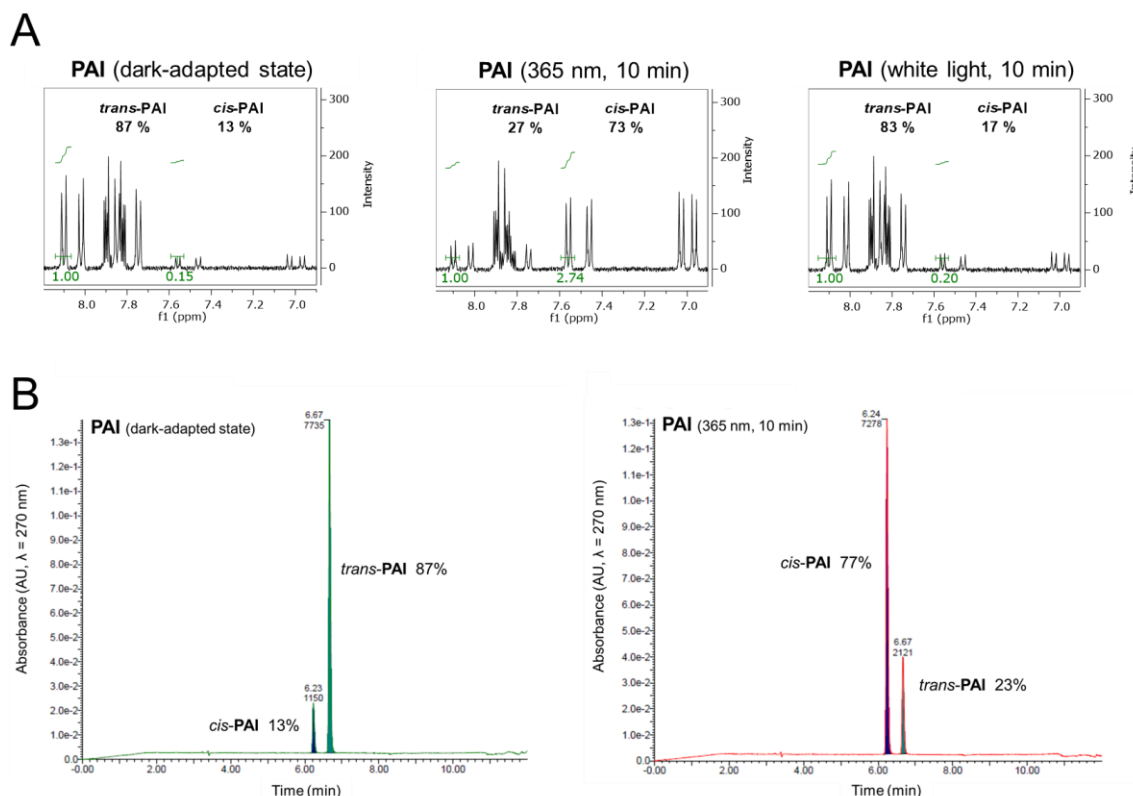 A
PAI (dark-adapted state)
trans-PAI cis-PAI
87 % 13 %
300
200
100
0
Intensity
1.00 0.15
8.0 7.8 7.6 7.4 7.2 7.0
f1 (ppm)
PAI (365 nm, 10 min)
trans-PAI cis-PAI
27 % 73 %
300
200
100
0
Intensity
1.00 2.74
8.0 7.8 7.6 7.4 7.2 7.0
f1 (ppm)
PAI (white light, 10 min)
trans-PAI cis-PAI
83 % 17 %
300
200
100
0
Intensity
1.00 0.20
8.0 7.8 7.6 7.4 7.2 7.0
f1 (ppm)
B
PAI (dark-adapted state)
6.67
7735
Absorbance (AU, λ = 270 nm)
1.3e-1
1.2e-1
1.1e-1
1.0e-1
9.0e-2
8.0e-2
7.0e-2
6.0e-2
5.0e-2
4.0e-2
3.0e-2
2.0e-2
1.0e-2
0.0
trans-PAI 87%
6.23
1150
cis-PAI 13%
-0.00 2.00 4.00 6.00 8.00 10.00
Time (min)
PAI (365 nm, 10 min)
6.24
7278
Absorbance (AU, λ = 270 nm)
1.3e-1
1.2e-1
1.1e-1
1.0e-1
9.0e-2
8.0e-2
7.0e-2
6.0e-2
5.0e-2
4.0e-2
3.0e-2
2.0e-2
1.0e-2
0.0
cis-PAI 77%
6.67
2121
trans-PAI 23%
-0.00 2.00 4.00 6.00 8.00 10.00
Time (min)